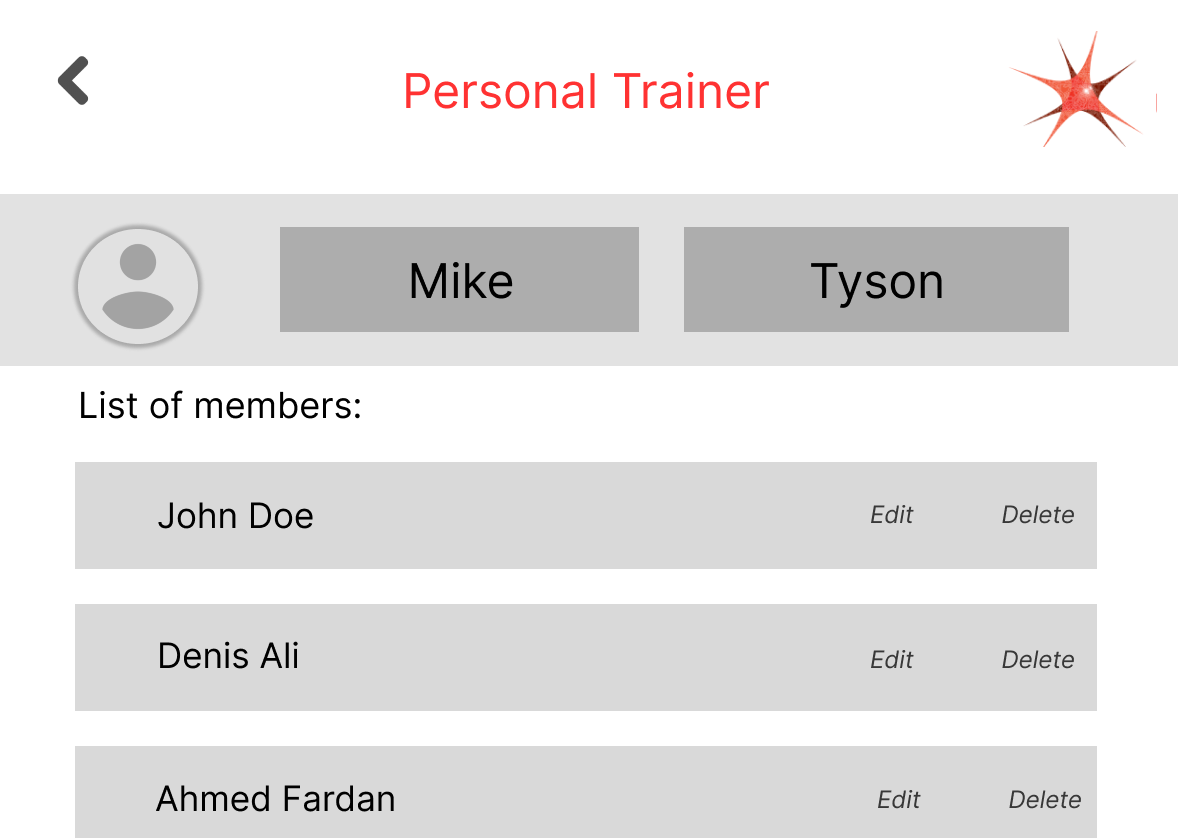 Personal Trainer
Mike Tyson
List of members:
John Doe Edit Delete
Denis Ali Edit Delete
Ahmed Fardan Edit Delete